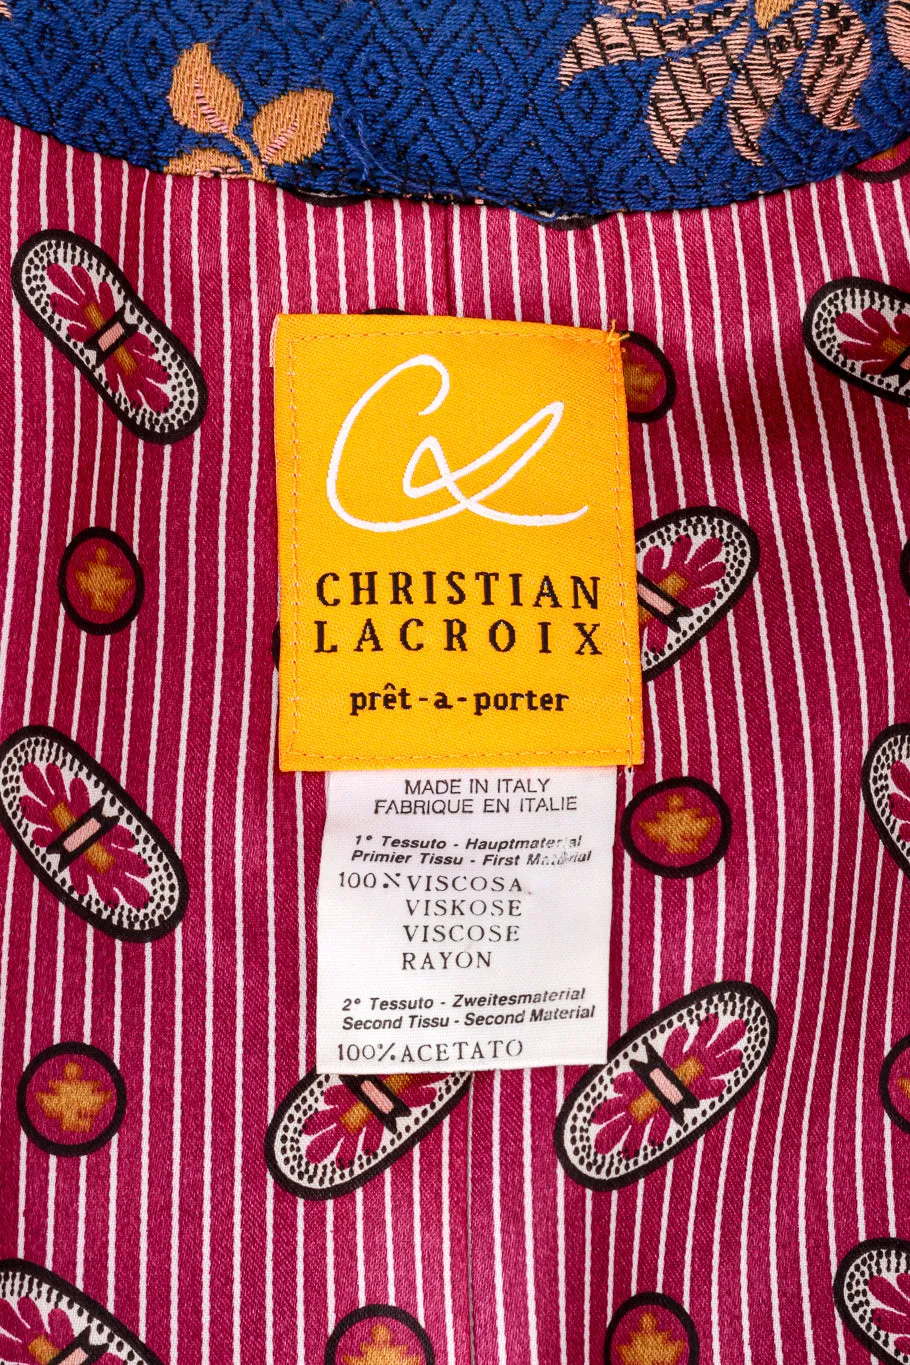 CHRISTIAN
LACROIX
prêt-a-porter
MADE IN ITALY
FABRIQUE EN ITALIE
1° Tessuto - Hauptmaterial
Primier Tissu - First Material
100% VISCOSA
VISKOSE
VISCOSE
RAYON
2° Tessuto - Zweitesmaterial
Second Tissu - Second Material
100% ACETATO